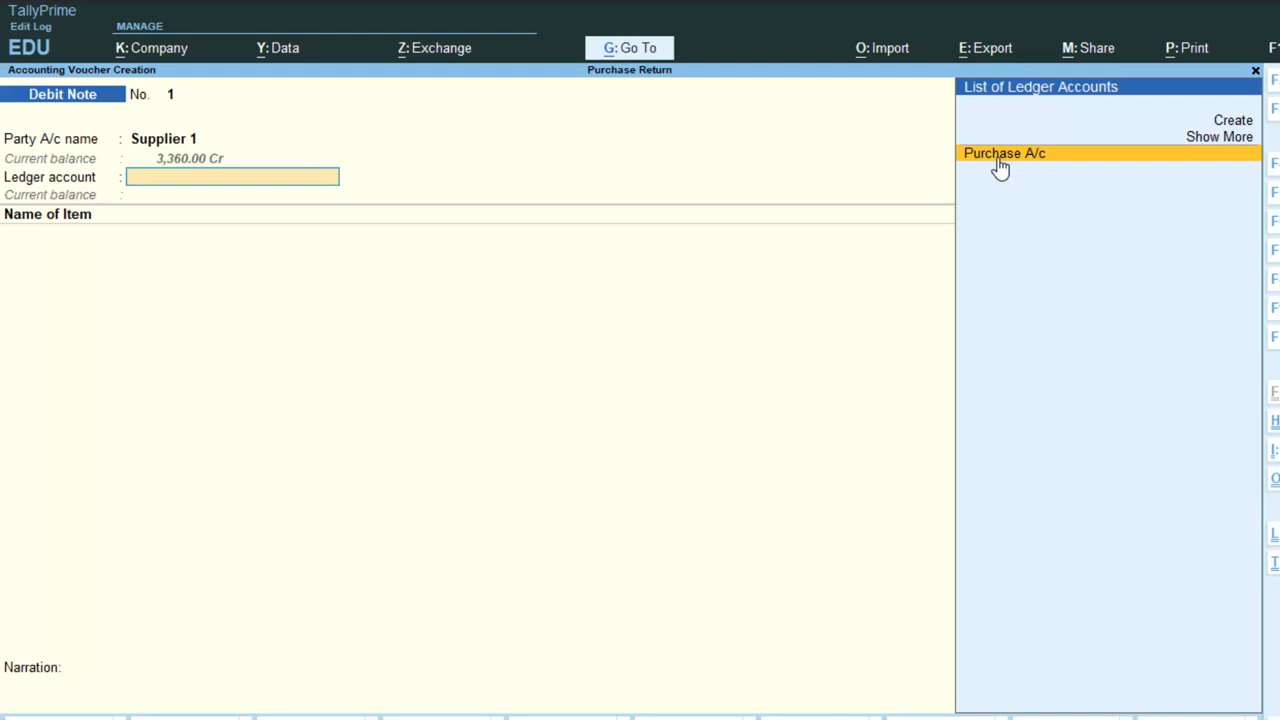 TallyPrime
Edit Log
MANAGE
EDU
K:Company
Y:Data
Z:Exchange
G:Go To
O:Import
E:Export
M:Share
P:Print
F1
Accounting Voucher Creation
Purchase Return
Debit Note No. 1
Party A/c name : Supplier 1
Current balance : 3,360.00 Cr
Ledger account :
Current balance :
Name of Item
Narration:
List of Ledger Accounts
Create
Show More
Purchase A/c
F
F
F
F
F
F
F
F
F
F
H
I:
O
L
T